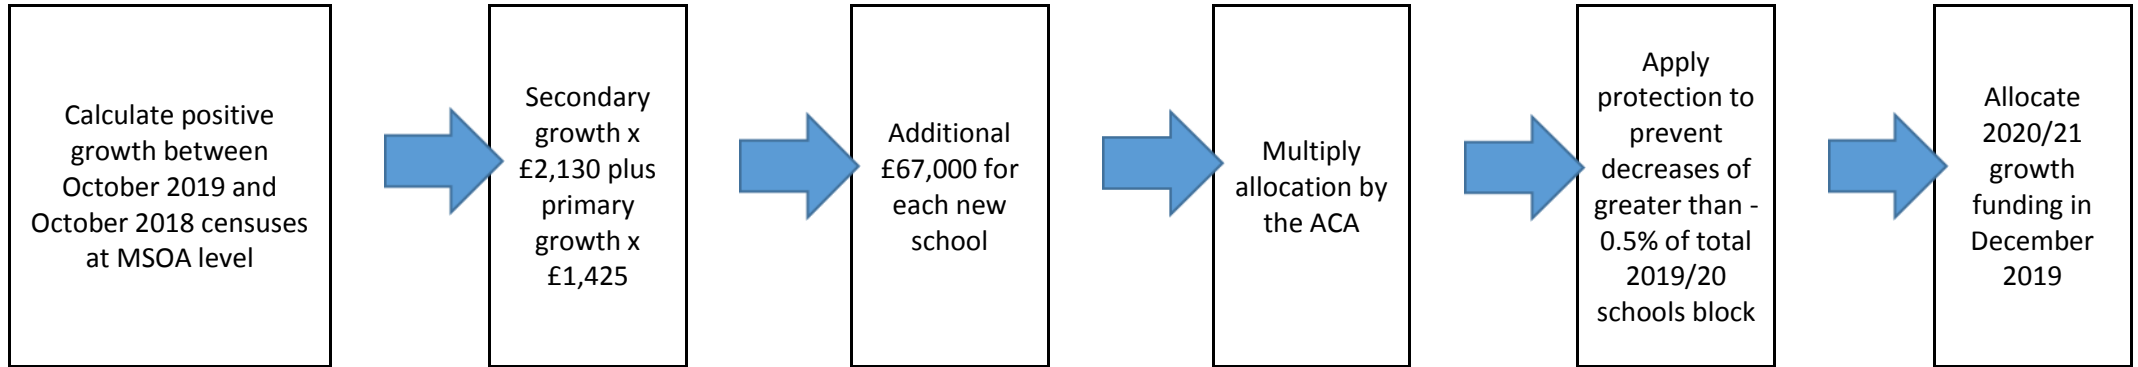 Calculate positive
growth between
October 2019 and
October 2018 censuses
at MSOA level
Secondary
growth x
£2,130 plus
primary
growth x
£1,425
Additional
£67,000 for
each new
school
Multiply
allocation by
the ACA
Apply
protection to
prevent
decreases of
greater than -
0.5% of total
2019/20
schools block
Allocate
2020/21
growth
funding in
December
2019